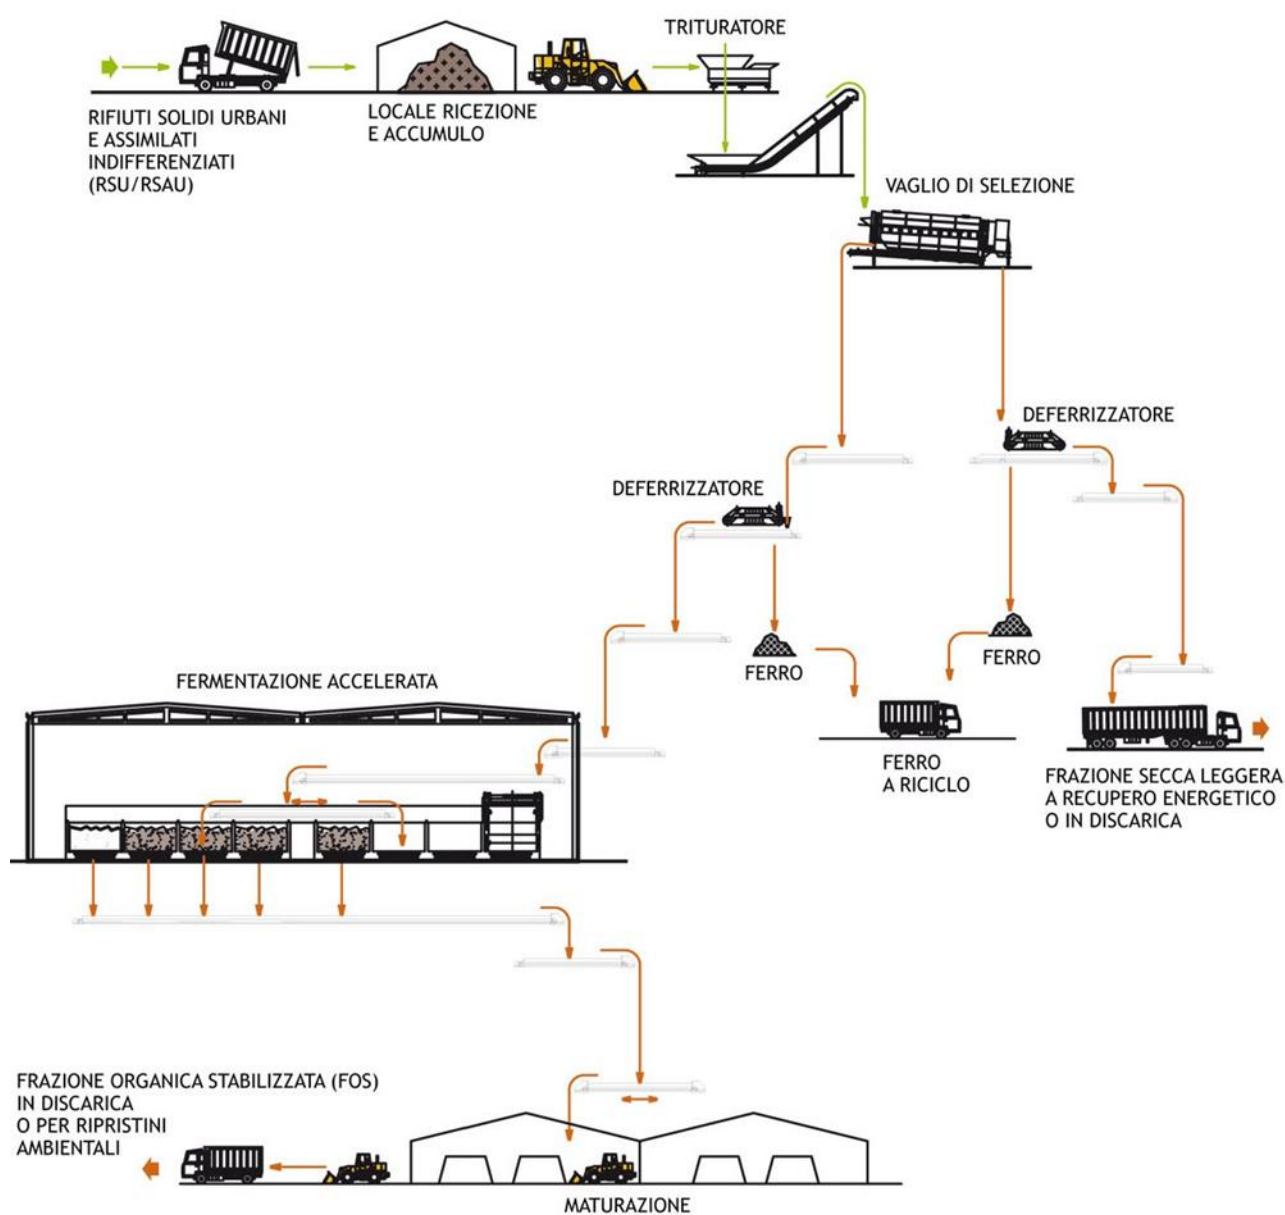 TRITURATORE
RIFIUTI SOLIDI URBANI
E ASSIMILATI
INDIFFERENZIATI
(RSU/RSAU)
LOCALE RICEZIONE
E ACCUMULO
VAGLIO DI SELEZIONE
DEFERRIZZATORE
DEFERRIZZATORE
FERRO
FERRO
FERMENTAZIONE ACCELERATA
FERRO
A RICICLO
FRAZIONE SECCA LEGGERA
A RECUPERO ENERGETICO
O IN DISCARICA
FRAZIONE ORGANICA STABILIZZATA (FOS)
IN DISCARICA
O PER RIPRISTINI
AMBIENTALI
MATURAZIONE